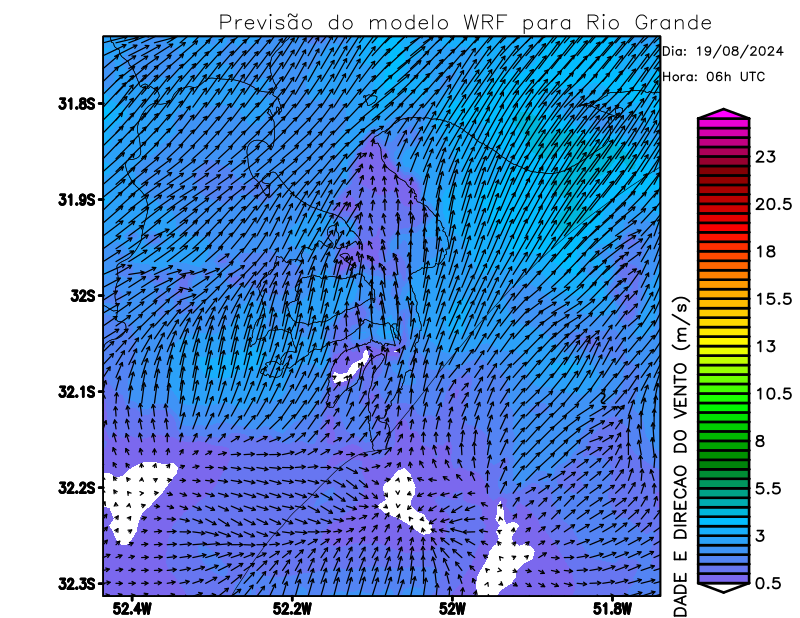 Previsão do modelo WRF para Rio Grande
Dia: 19/08/2024
Hora: 06h UTC
31.8S
31.9S
32S
32.1S
32.2S
32.3S
52.4W
52.2W
52W
51.8W
23
20.5
18
15.5
13
10.5
8
5.5
3
0.5
DADE E DIRECAO DO VENTO (m/s)